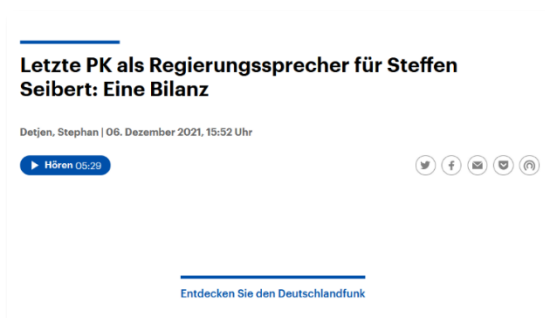 Letzte PK als Regierungssprecher für Steffen
Seibert: Eine Bilanz
Detjen, Stephan | 06. Dezember 2021, 15:52 Uhr
Hören 05:29
Entdecken Sie den Deutschlandfunk